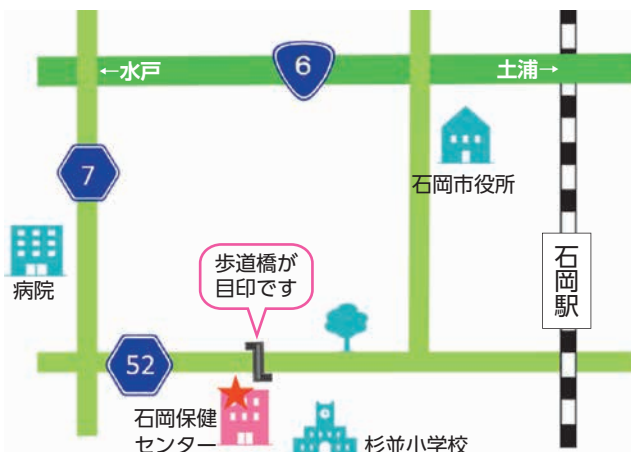 ←水戸
6
土浦→
7
石岡市役所
病院
歩道橋が
目印です
石岡駅
52
石岡保健
センター
杉並小学校